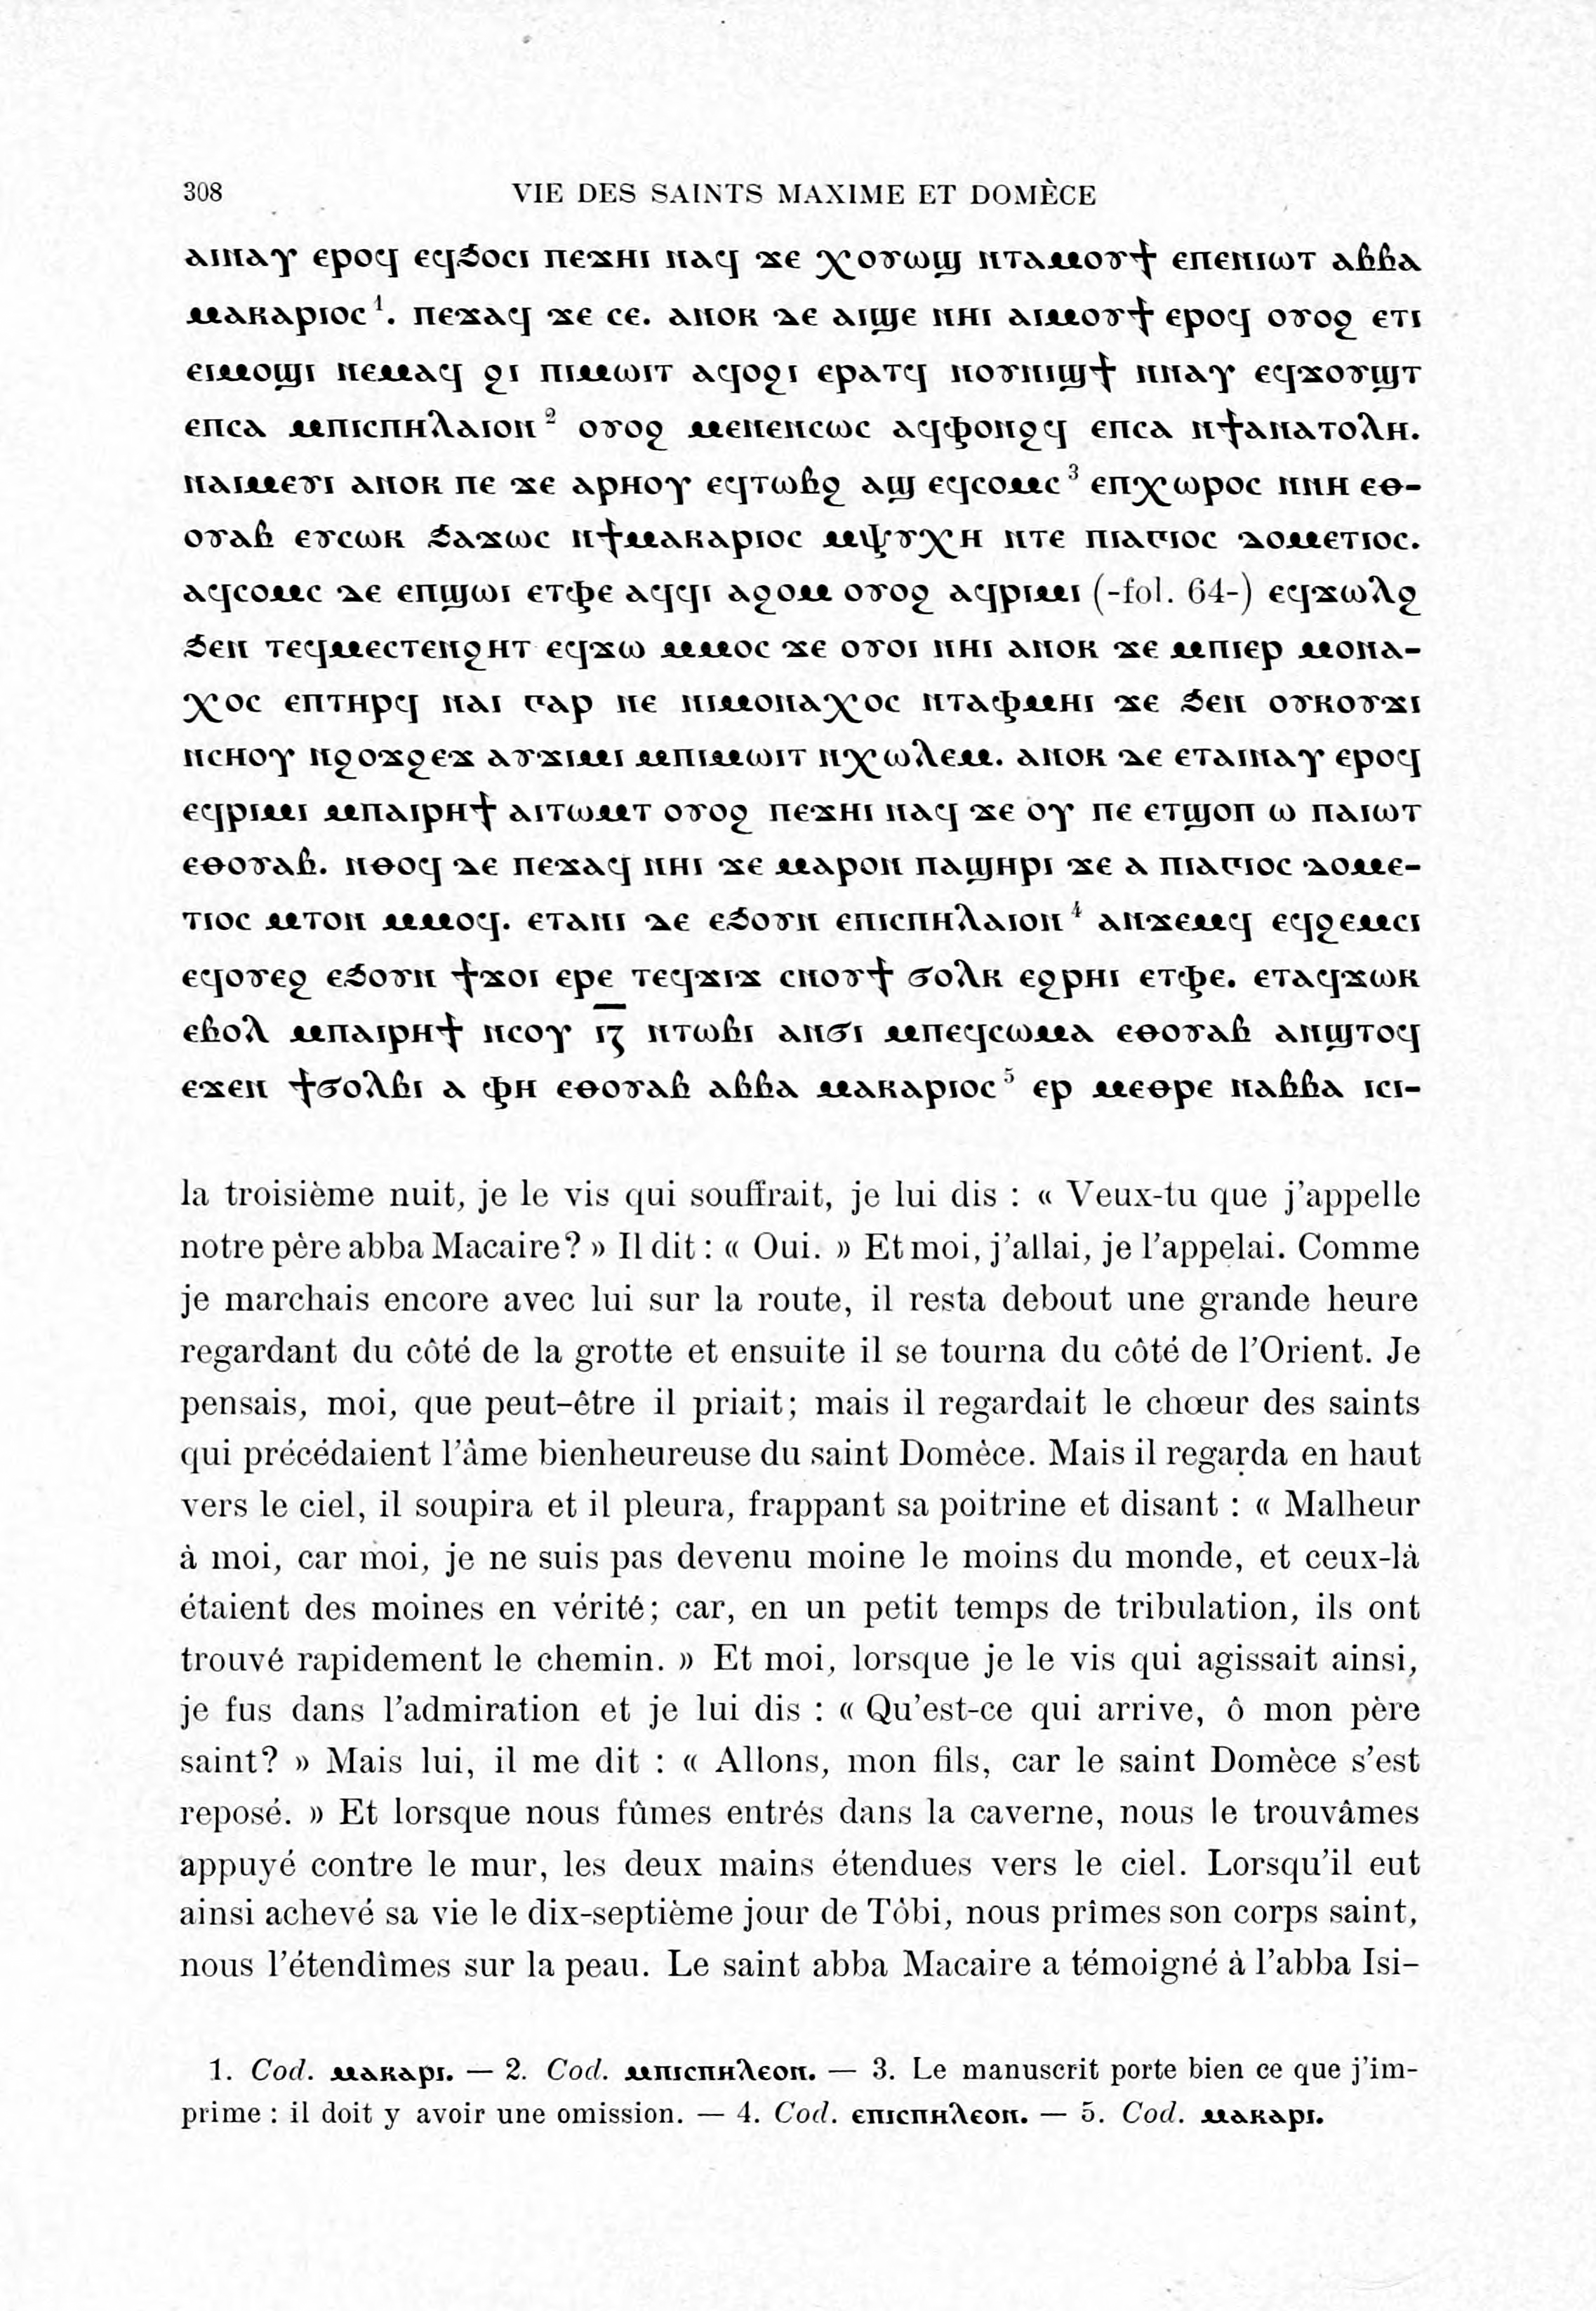 308 VIE DES SAINTS MAXIME ET DOMÈCE
ⲁⲓⲛⲁⲩ ⲉⲣⲟϥ ⲉϥϧⲟⲥⲓ ⲡⲉϫⲏⲓ ⲛⲁϥ ϫⲉ ⲭⲟⲩⲱϣ ⲛⲧⲁⲙⲟⲩϯ ⲉⲡⲉⲛⲓⲱⲧ ⲁⲃⲃⲁ
ⲙⲁⲕⲁⲣⲓⲟⲥ¹. ⲡⲉϫⲁϥ ϫⲉ ⲥⲉ. ⲁⲛⲟⲕ ⲇⲉ ⲁⲓϣⲉ ⲛⲏⲓ ⲁⲓⲙⲟⲩϯ ⲉⲣⲟϥ ⲟⲩⲟϩ ⲉⲧⲓ
ⲉⲓⲙⲟϣⲓ ⲛⲉⲙⲁϥ ϩⲓ ⲡⲓⲙⲱⲓⲧ ⲁϥⲟϩⲓ ⲉⲣⲁⲧϥ ⲛⲟⲩⲛⲓϣϯ ⲛⲛⲁⲩ ⲉϥϫⲟⲩϣⲧ
ⲉⲡⲥⲁ ⲙⲡⲓⲥⲡⲏⲗⲁⲓⲟⲛ² ⲟⲩⲟϩ ⲙⲉⲛⲉⲛⲥⲱⲥ ⲁϥⲫⲟⲛϩϥ ⲉⲡⲥⲁ ⲛϯⲁⲛⲁⲧⲟⲗⲏ.
ⲛⲁⲓⲙⲉⲩⲓ ⲁⲛⲟⲕ ⲡⲉ ϫⲉ ⲁⲣⲏⲟⲩ ⲉϥⲧⲱⲃϩ ⲁϣ ⲉϥⲥⲟⲙⲥ³ ⲉⲡⲭⲱⲣⲟⲥ ⲛⲛⲏ ⲉⲑ-
ⲟⲩⲁⲃ ⲉⲩⲥⲱⲕ ϧⲁϫⲱⲥ ⲛϯⲙⲁⲕⲁⲣⲓⲟⲥ ⲙⲯⲩⲭⲏ ⲛⲧⲉ ⲡⲓⲁⲅⲓⲟⲥ ⲇⲟⲙⲉⲧⲓⲟⲥ.
ⲁϥⲥⲟⲙⲥ ⲇⲉ ⲉⲡϣⲱⲓ ⲉⲧⲫⲉ ⲁϥϥⲓ ⲁϩⲟⲙ ⲟⲩⲟϩ ⲁϥⲣⲓⲙⲓ (-fol. 64-) ⲉϥϫⲱⲗϩ
ϧⲉⲛ ⲧⲉϥⲙⲉⲥⲧⲉⲛϩⲏⲧ ⲉϥϫⲱ ⲙⲙⲟⲥ ϫⲉ ⲟⲩⲟⲓ ⲛⲏⲓ ⲁⲛⲟⲕ ϫⲉ ⲙⲡⲓⲉⲣ ⲙⲟⲛⲁ-
ⲭⲟⲥ ⲉⲡⲧⲏⲣϥ ⲛⲁⲓ ⲅⲁⲣ ⲛⲉ ⲛⲓⲙⲟⲛⲁⲭⲟⲥ ⲛⲧⲁⲫⲙⲏⲓ ϫⲉ ϧⲉⲛ ⲟⲩⲕⲟⲩϫⲓ
ⲛⲥⲏⲟⲩ ⲛϩⲟϫϩⲉϫ ⲁⲩϫⲓⲙⲓ ⲙⲡⲓⲙⲱⲓⲧ ⲛⲭⲱⲗⲉⲙ. ⲁⲛⲟⲕ ⲇⲉ ⲉⲧⲁⲓⲛⲁⲩ ⲉⲣⲟϥ
ⲉϥⲣⲓⲙⲓ ⲙⲡⲁⲓⲣⲏϯ ⲁⲓⲧⲱⲙⲧ ⲟⲩⲟϩ ⲡⲉϫⲏⲓ ⲛⲁϥ ϫⲉ ⲟⲩ ⲡⲉ ⲉⲧϣⲟⲡ ⲱ ⲡⲁⲓⲱⲧ
ⲉⲑⲟⲩⲁⲃ. ⲛⲑⲟϥ ⲇⲉ ⲡⲉϫⲁϥ ⲛⲏⲓ ϫⲉ ⲙⲁⲣⲟⲛ ⲡⲁϣⲏⲣⲓ ϫⲉ ⲁ ⲡⲓⲁⲅⲓⲟⲥ ⲇⲟⲙⲉ-
ⲧⲓⲟⲥ ⲙⲧⲟⲛ ⲙⲙⲟϥ. ⲉⲧⲁⲛⲓ ⲇⲉ ⲉϧⲟⲩⲛ ⲉⲡⲓⲥⲡⲏⲗⲁⲓⲟⲛ⁴ ⲁⲛϫⲉⲙϥ ⲉϥϩⲉⲙⲥⲓ
ⲉϥⲟⲩⲉϩ ⲉϧⲟⲩⲛ ϯϫⲟⲓ ⲉⲣⲉ ⲧⲉϥϫⲓϫ ⲥⲛⲟⲩϯ ϭⲟⲗⲕ ⲉϩⲣⲏⲓ ⲉⲧⲫⲉ. ⲉⲧⲁϥϫⲱⲕ
ⲉⲃⲟⲗ ⲙⲡⲁⲓⲣⲏϯ ⲛⲥⲟⲩ ⲓ̅ⲍ̅ ⲛⲧⲱⲃⲓ ⲁⲛϭⲓ ⲙⲡⲉϥⲥⲱⲙⲁ ⲉⲑⲟⲩⲁⲃ ⲁⲛϣⲧⲟϥ
ⲉϫⲉⲛ ϯϭⲟⲗⲃⲓ ⲁ ⲫⲏ ⲉⲑⲟⲩⲁⲃ ⲁⲃⲃⲁ ⲙⲁⲕⲁⲣⲓⲟⲥ⁵ ⲉⲣ ⲙⲉⲑⲣⲉ ⲛⲁⲃⲃⲁ ⲓⲥⲓ-
la troisième nuit, je le vis qui souffrait, je lui dis : « Veux-tu que j'appelle
notre père abba Macaire? » Il dit : « Oui. » Et moi, j'allai, je l'appelai. Comme
je marchais encore avec lui sur la route, il resta debout une grande heure
regardant du côté de la grotte et ensuite il se tourna du côté de l'Orient. Je
pensais, moi, que peut-être il priait; mais il regardait le chœur des saints
qui précédaient l'âme bienheureuse du saint Domèce. Mais il regarda en haut
vers le ciel, il soupira et il pleura, frappant sa poitrine et disant : « Malheur
à moi, car moi, je ne suis pas devenu moine le moins du monde, et ceux-là
étaient des moines en vérité; car, en un petit temps de tribulation, ils ont
trouvé rapidement le chemin. » Et moi, lorsque je le vis qui agissait ainsi,
je fus dans l'admiration et je lui dis : « Qu'est-ce qui arrive, ô mon père
saint? » Mais lui, il me dit : « Allons, mon fils, car le saint Domèce s'est
reposé. » Et lorsque nous fûmes entrés dans la caverne, nous le trouvâmes
appuyé contre le mur, les deux mains étendues vers le ciel. Lorsqu'il eut
ainsi achevé sa vie le dix-septième jour de Tôbi, nous prîmes son corps saint,
nous l'étendîmes sur la peau. Le saint abba Macaire a témoigné à l'abba Isi-
1. Cod. ⲙⲁⲕⲁⲣⲓ. — 2. Cod. ⲙⲡⲓⲥⲡⲏⲗⲉⲟⲛ. — 3. Le manuscrit porte bien ce que j'im-
prime : il doit y avoir une omission. — 4. Cod. ⲉⲡⲓⲥⲡⲏⲗⲉⲟⲛ. — 5. Cod. ⲙⲁⲕⲁⲣⲓ.